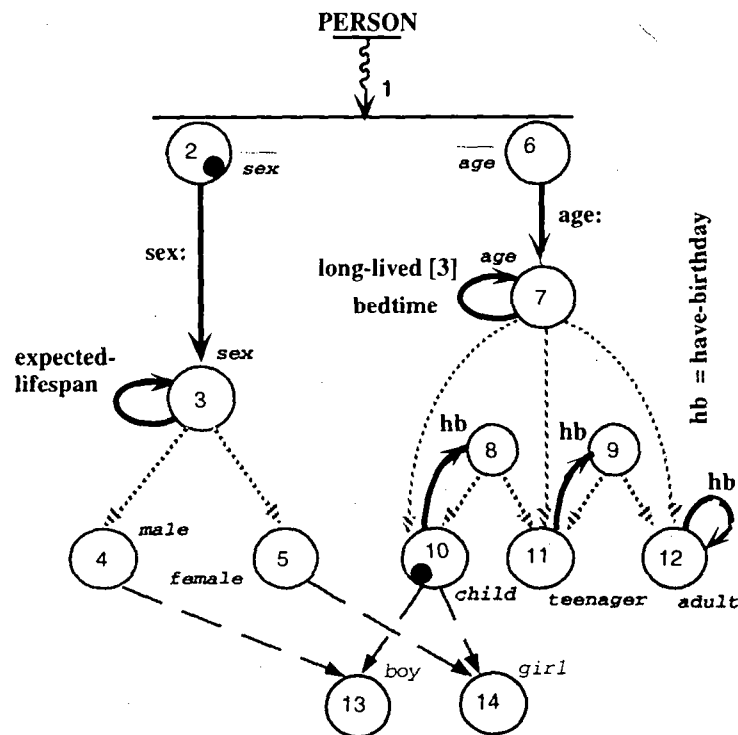 PERSON
1
2
sex
6
age
sex:
age:
long-lived [3]
bedtime
age
7
hb = have-birthday
expected-
lifespan
sex
3
hb
8
hb
9
hb
male
4
5
female
10
child
11
teenager
12
adult
boy
13
girl
14